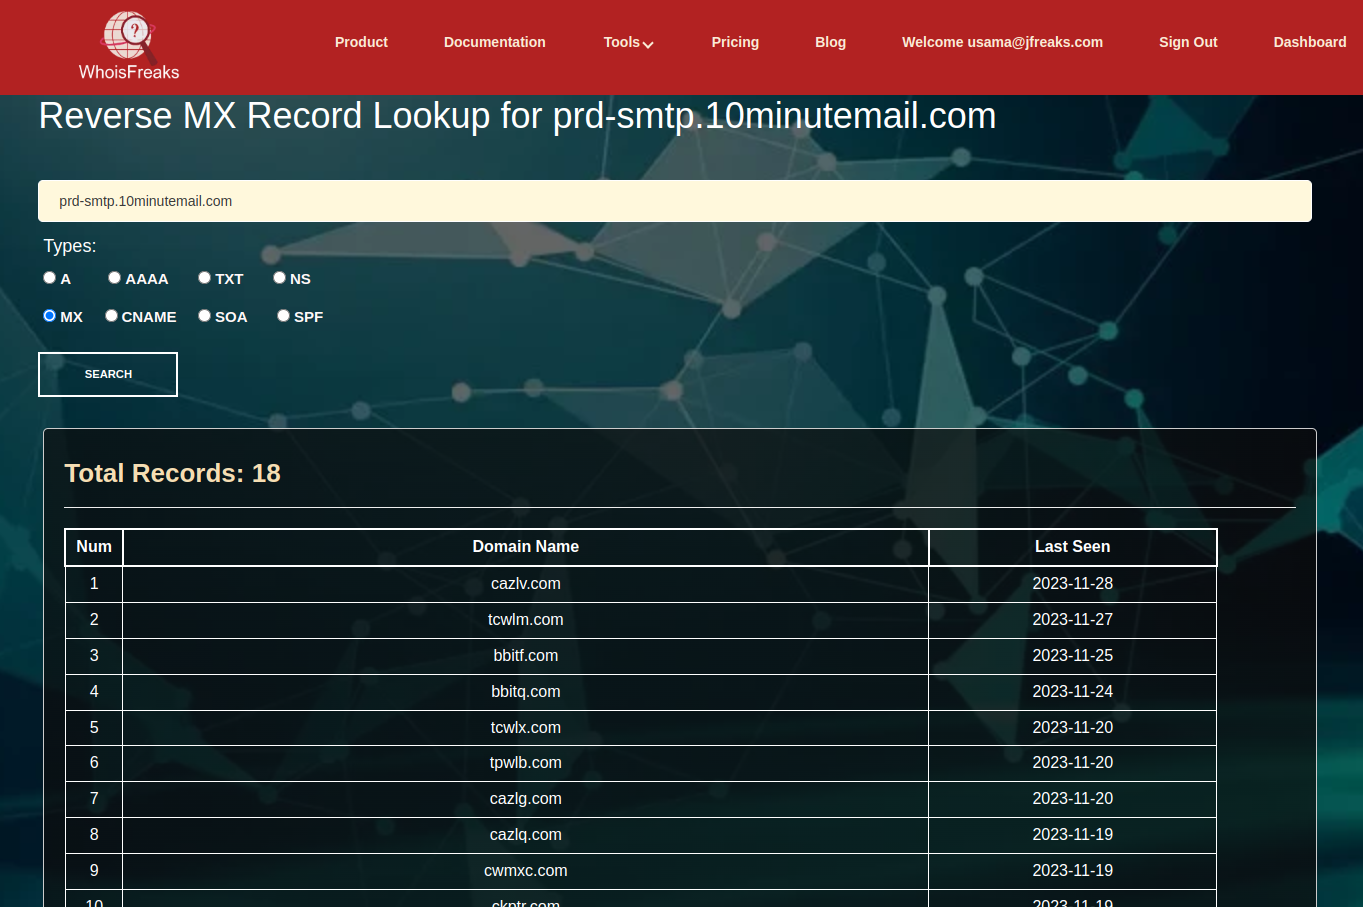 ?
WhoisFreaks
Product Documentation Tools Pricing Blog Welcome usama@jfreaks.com Sign Out Dashboard
Reverse MX Record Lookup for prd-smtp.10minutemail.com
prd-smtp.10minutemail.com
Types:
A AAAA TXT NS
MX CNAME SOA SPF
SEARCH
Total Records: 18
Num Domain Name Last Seen
1 cazlv.com 2023-11-28
2 tcwlm.com 2023-11-27
3 bbitf.com 2023-11-25
4 bbitq.com 2023-11-24
5 tcwlx.com 2023-11-20
6 tpwlb.com 2023-11-20
7 cazlg.com 2023-11-20
8 cazlq.com 2023-11-19
9 cwmxc.com 2023-11-19
10 2023-11-19